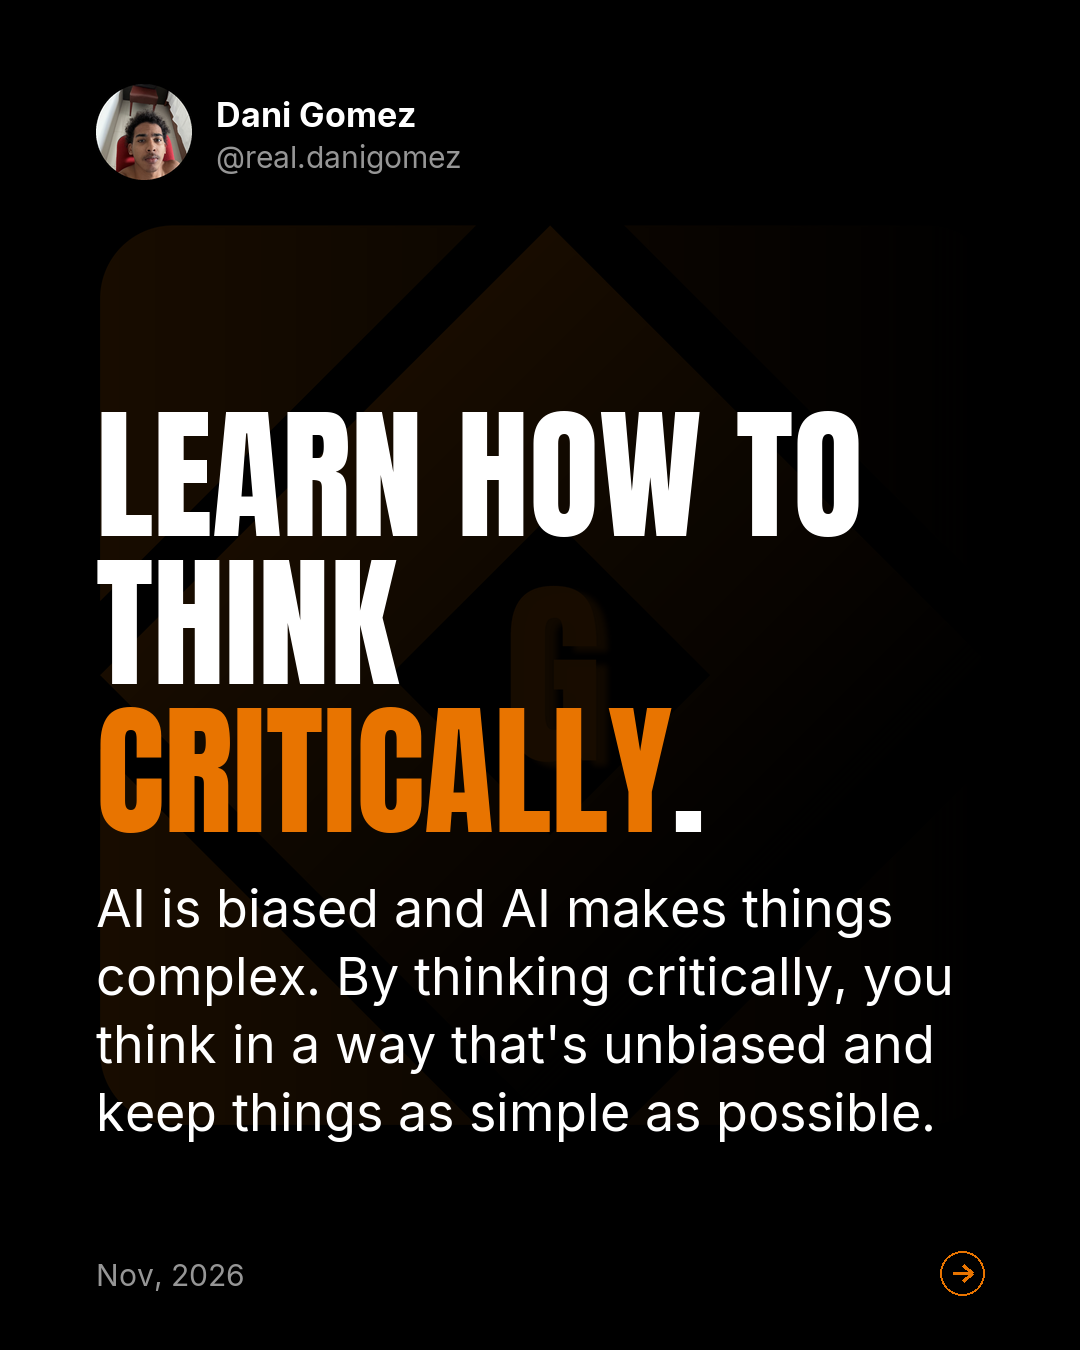 Dani Gomez
@real.danigomez
LEARN HOW TO
THINK
CRITICALLY.
G
AI is biased and AI makes things
complex. By thinking critically, you
think in a way that's unbiased and
keep things as simple as possible.
Nov, 2026